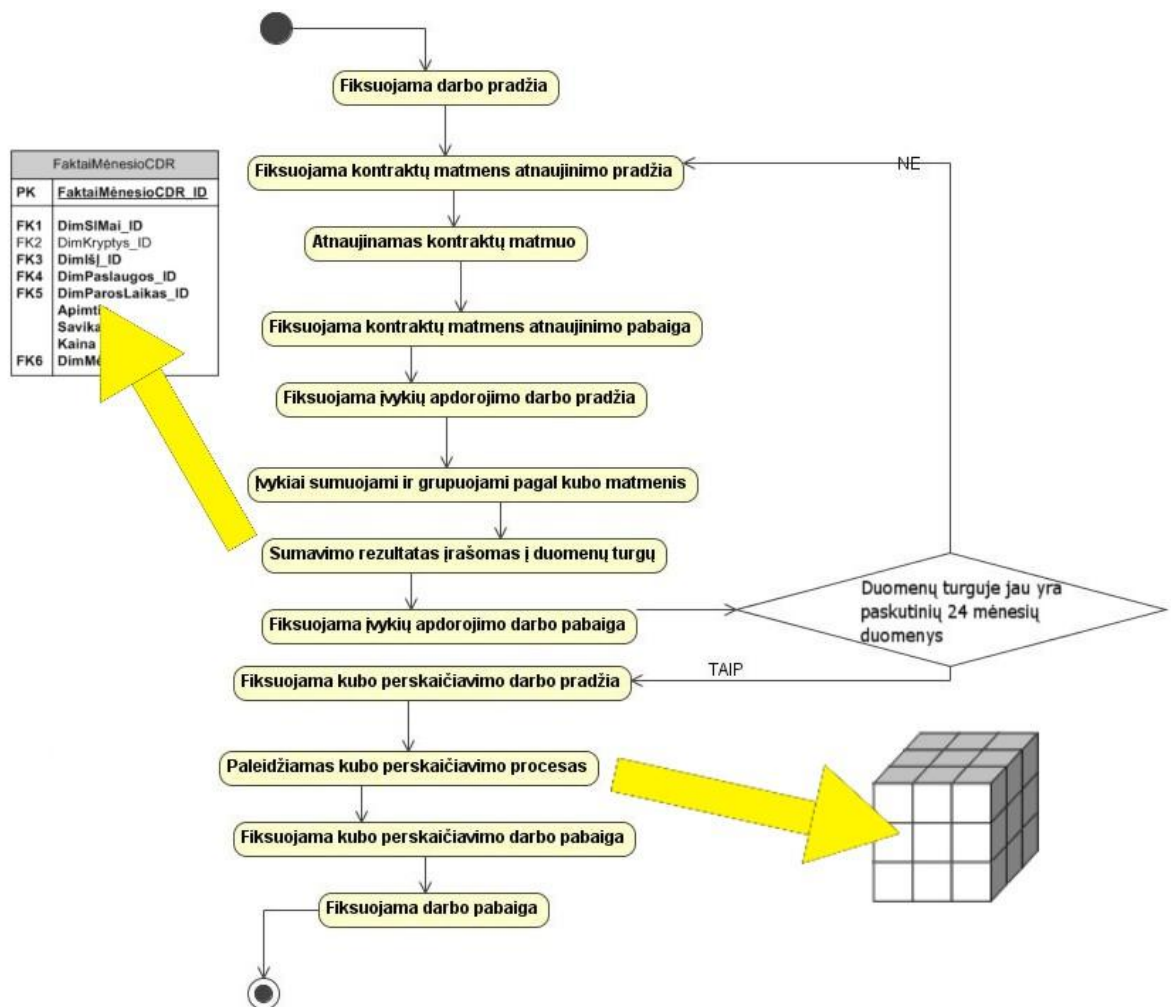 Fiksuojama darbo pradžia
FaktaiMėnesioCDR
PK FaktaiMėnesioCDR_ID
FK1 DimSIMai_ID
FK2 DimKryptys_ID
FK3 DimIšĮ_ID
FK4 DimPaslaugos_ID
FK5 DimParosLaikas_ID
Kaina
FK6
Fiksuojama kontraktų matmens atnaujinimo pradžia
NE
Atnaujinamas kontraktų matmuo
Fiksuojama kontraktų matmens atnaujinimo pabaiga
Fiksuojama įvykių apdorojimo darbo pradžia
Įvykiai sumuojami ir grupuojami pagal kubo matmenis
Sumavimo rezultatas įrašomas į duomenų turgų
Fiksuojama įvykių apdorojimo darbo pabaiga
Duomenų turguje jau yra
paskutinių 24 mėnesių
duomenys
TAIP
Fiksuojama kubo perskaičiavimo darbo pradžia
Paleidžiamas kubo perskaičiavimo procesas
Fiksuojama kubo perskaičiavimo darbo pabaiga
Fiksuojama darbo pabaiga